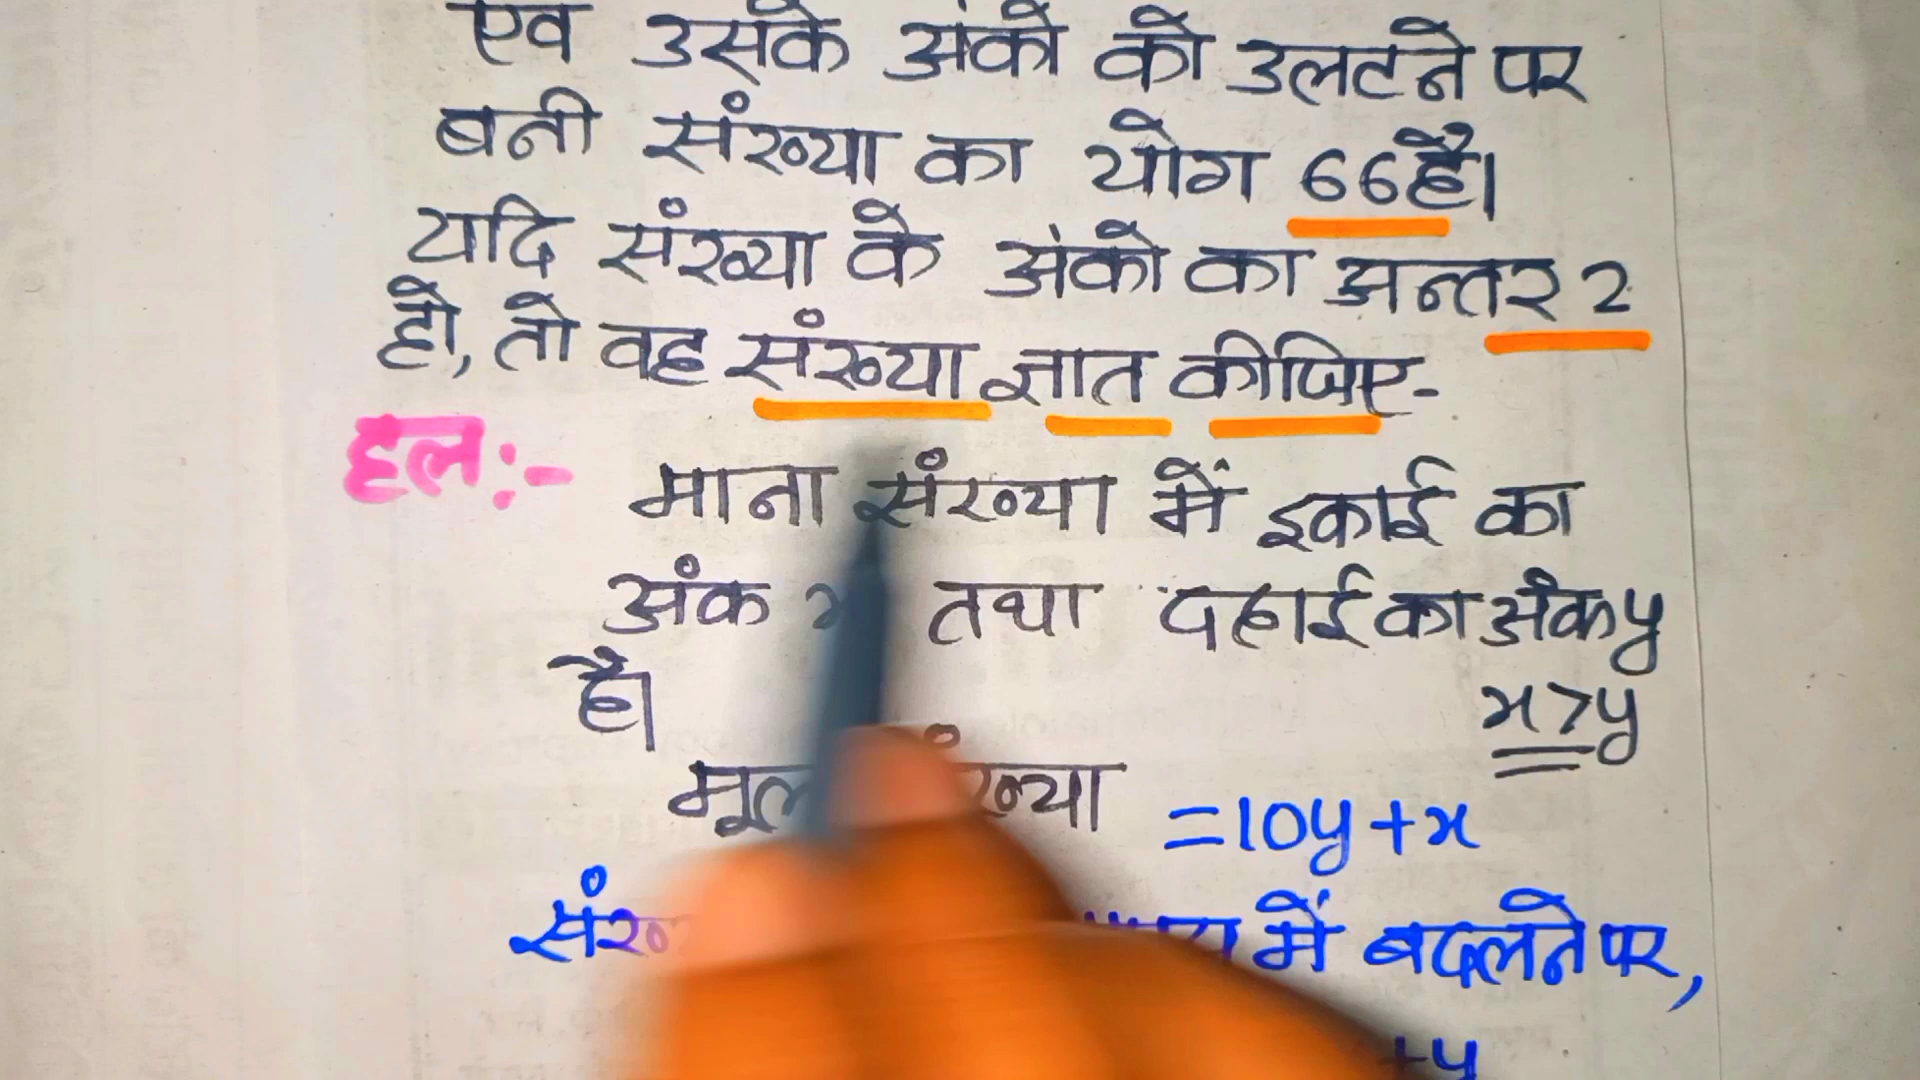 एवं उसके अंकों को उलटने पर
बनी संख्या का योग 66 है।
यदि संख्या के अंको का अन्तर 2
हो, तो वह संख्या ज्ञात कीजिए-
हल:- माना संख्या में इकाई का
अंक x तथा दहाई का अंक y
है। x>y
मूल संख्या =10y+x
में बदलने पर,
+y